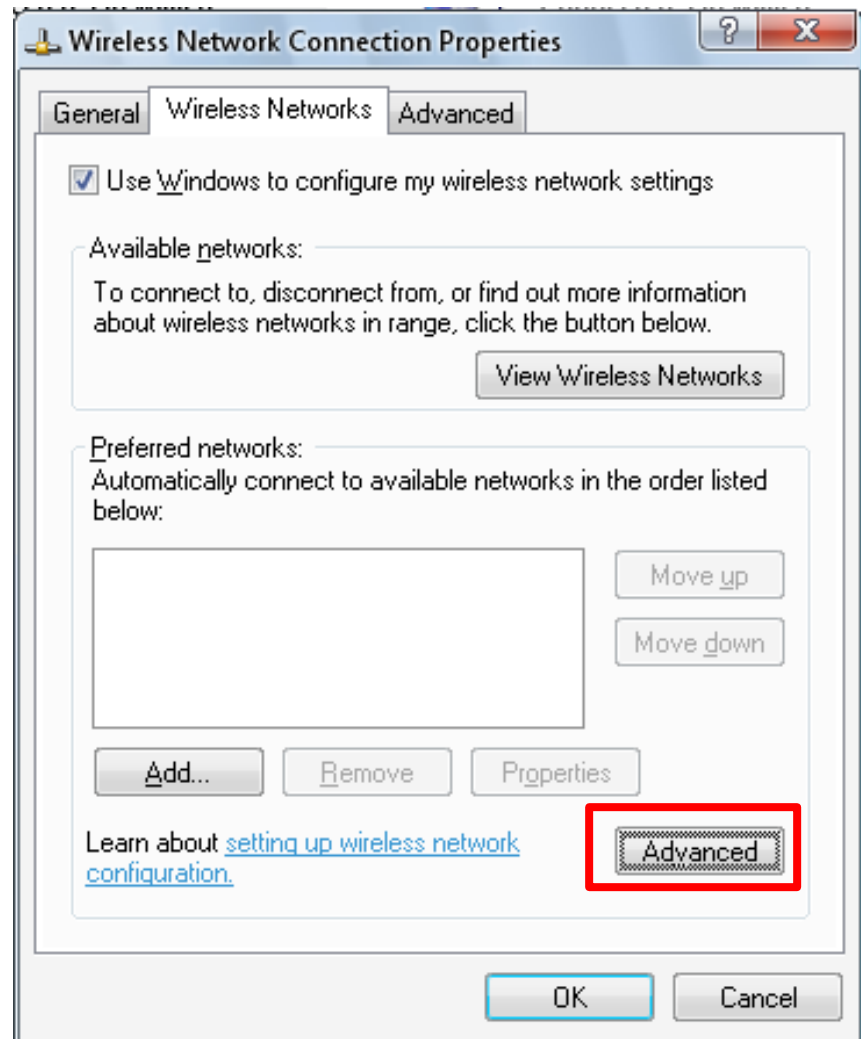 Wireless Network Connection Properties
General Wireless Networks Advanced
Use Windows to configure my wireless network settings
Available networks:
To connect to, disconnect from, or find out more information
about wireless networks in range, click the button below.
View Wireless Networks
Preferred networks:
Automatically connect to available networks in the order listed
below:
Move up
Move down
Add... Remove Properties
Learn about setting up wireless network
configuration.
Advanced
OK Cancel